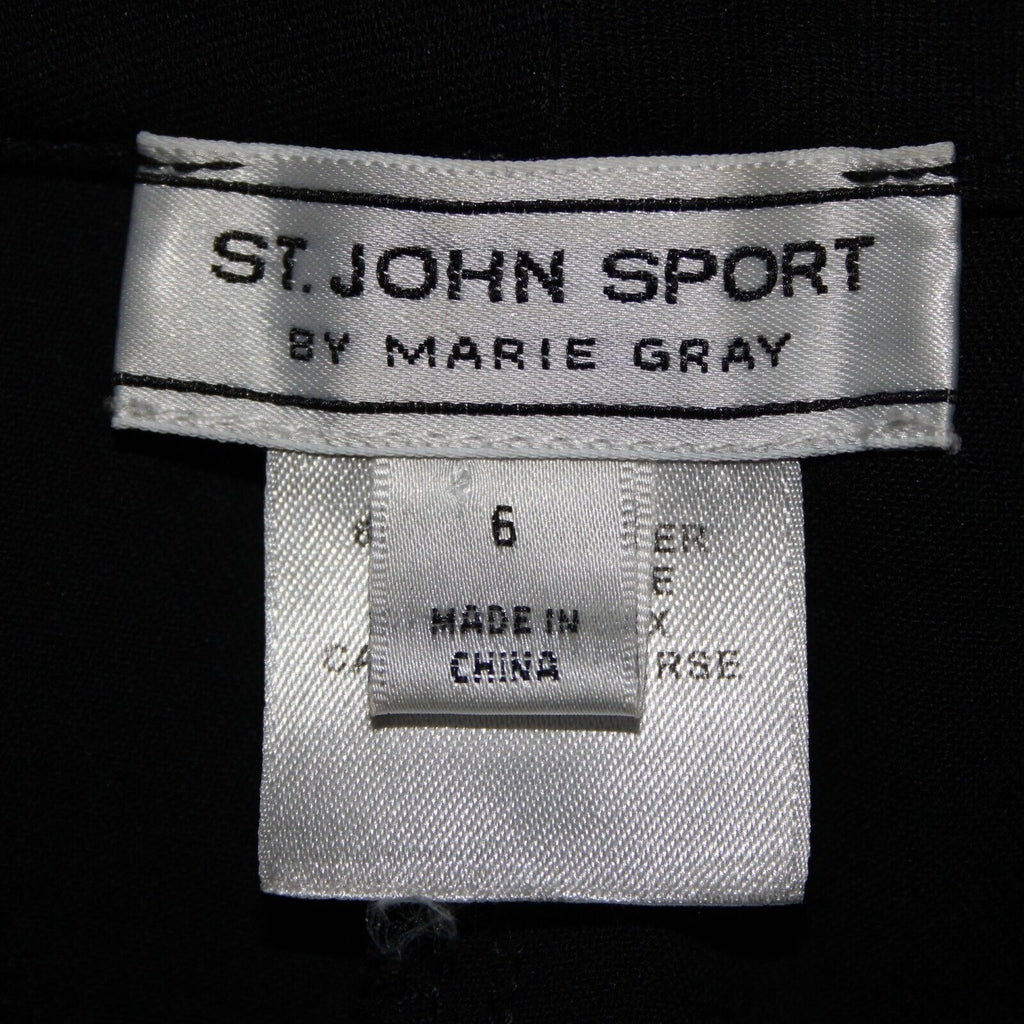 ST. JOHN SPORT
BY MARIE GRAY
6
MADE IN
CHINA